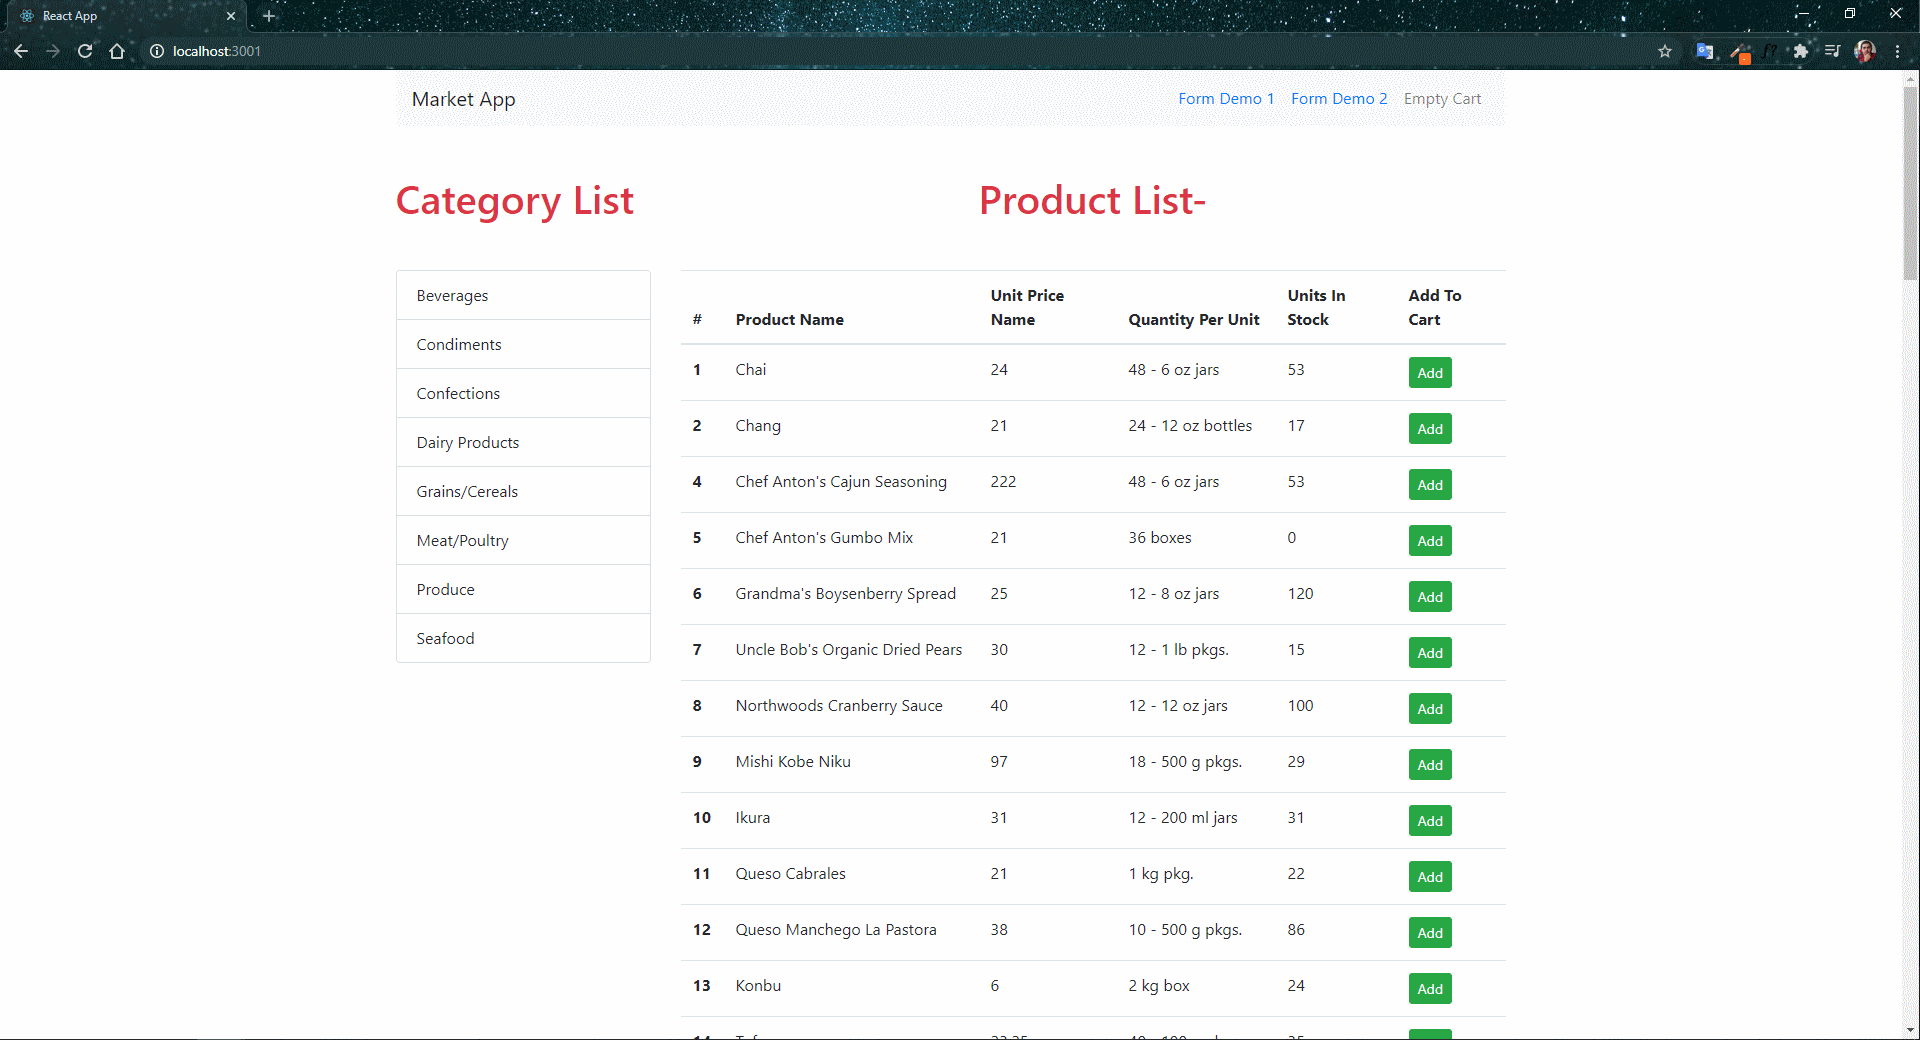 React App
localhost:3001
Market App
Form Demo 1 Form Demo 2 Empty Cart
Category List
Product List-
Beverages
Condiments
Confections
Dairy Products
Grains/Cereals
Meat/Poultry
Produce
Seafood
# Product Name Unit Price Name Quantity Per Unit Units In Stock Add To Cart
1 Chai 24 48 - 6 oz jars 53 Add
2 Chang 21 24 - 12 oz bottles 17 Add
4 Chef Anton's Cajun Seasoning 222 48 - 6 oz jars 53 Add
5 Chef Anton's Gumbo Mix 21 36 boxes 0 Add
6 Grandma's Boysenberry Spread 25 12 - 8 oz jars 120 Add
7 Uncle Bob's Organic Dried Pears 30 12 - 1 lb pkgs. 15 Add
8 Northwoods Cranberry Sauce 40 12 - 12 oz jars 100 Add
9 Mishi Kobe Niku 97 18 - 500 g pkgs. 29 Add
10 Ikura 31 12 - 200 ml jars 31 Add
11 Queso Cabrales 21 1 kg pkg. 22 Add
12 Queso Manchego La Pastora 38 10 - 500 g pkgs. 86 Add
13 Konbu 6 2 kg box 24 Add